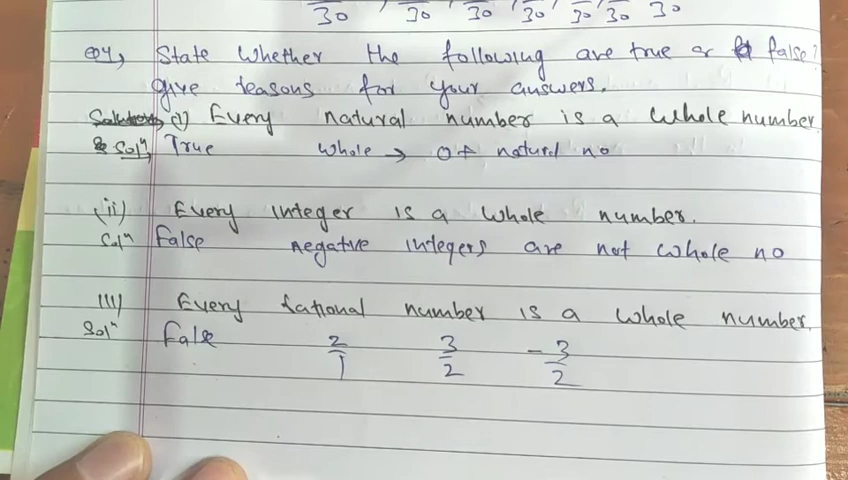 30 30 30 30 30 30 30
Q4, State whether the following are true or false?
give reasons for your answers.
(i) Every natural number is a whole number.
Solⁿ True whole → 0 + natural no
(ii) Every integer is a whole number.
Solⁿ False negative integers are not whole no
(III) Every rational number is a whole number.
Solⁿ False 2/1 3/2 -3/2